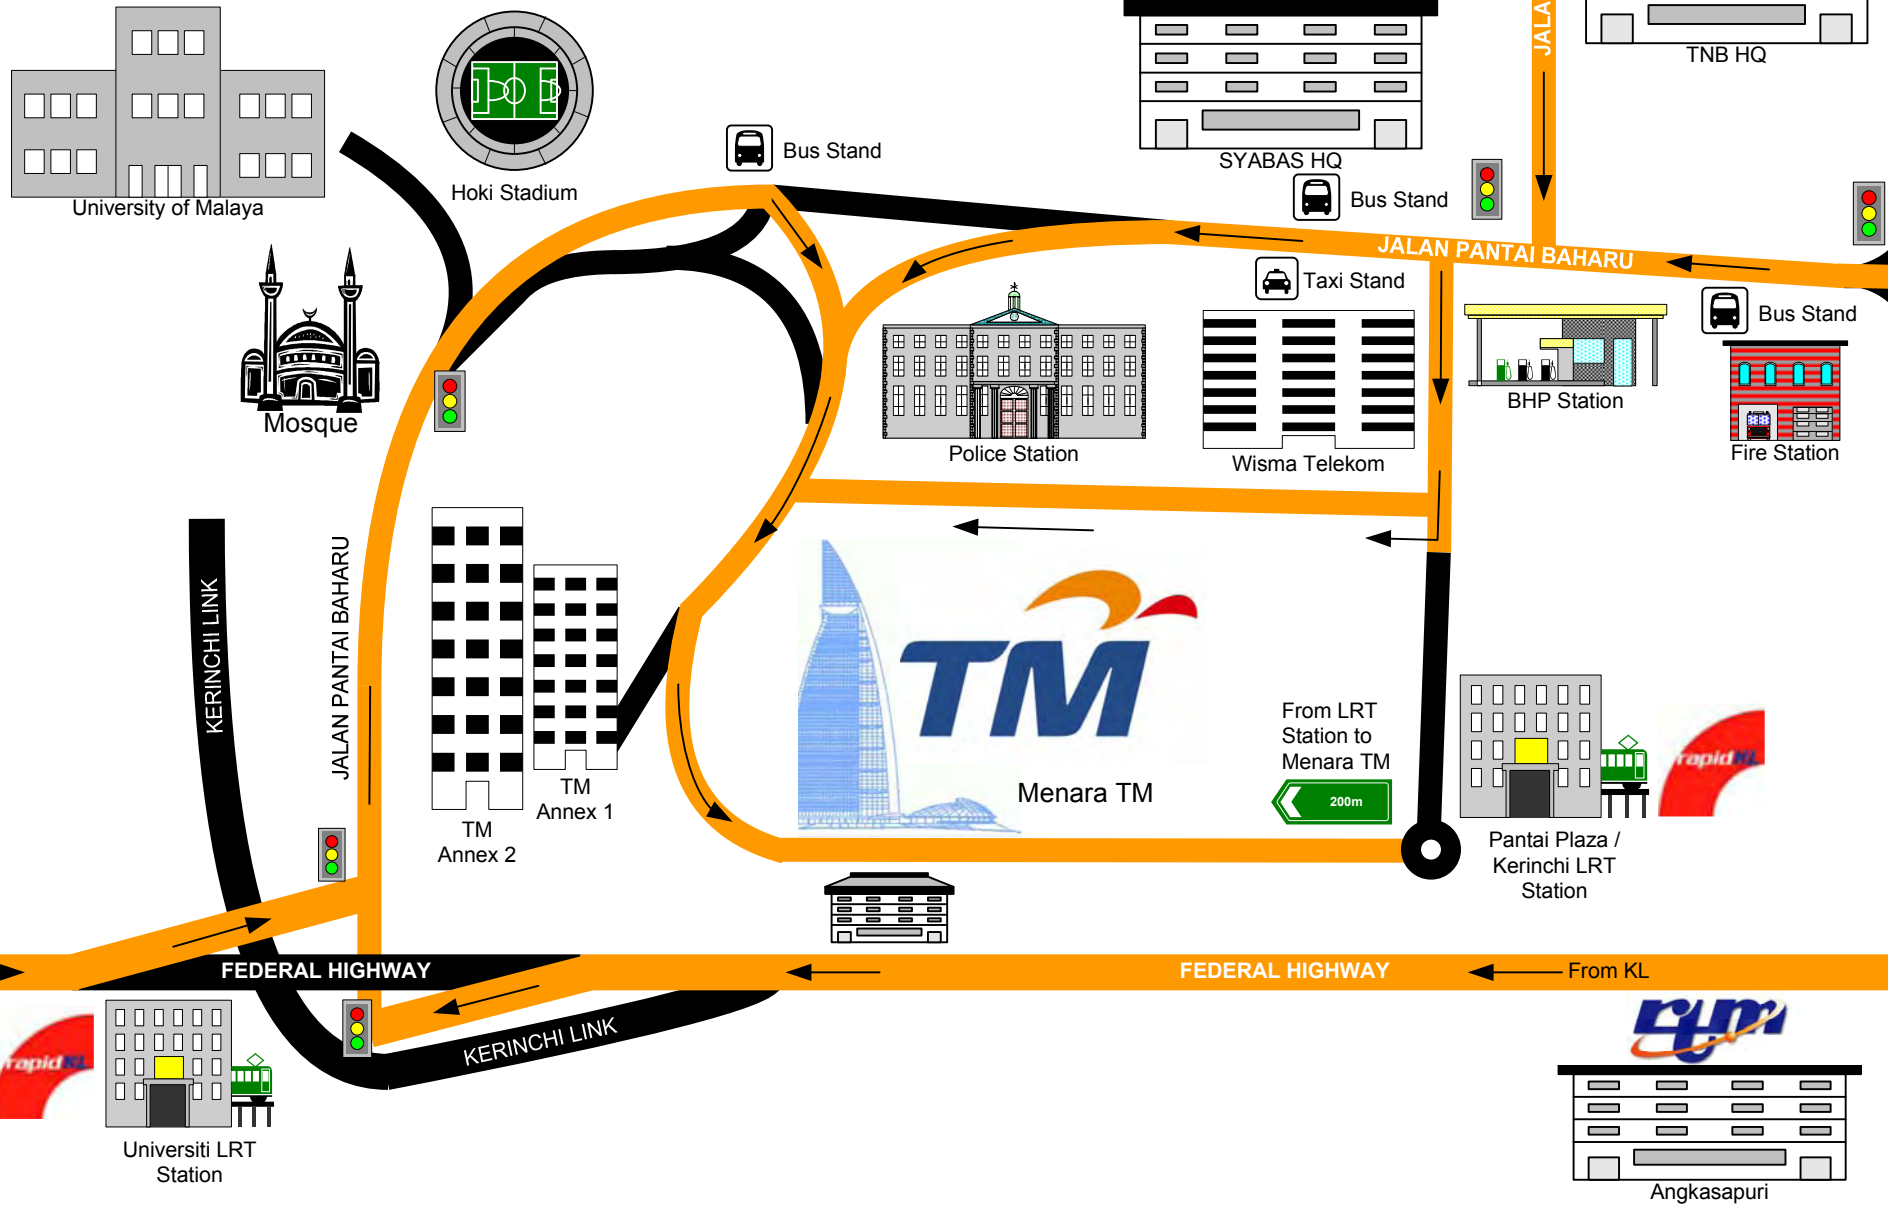 JALA
TNB HQ
SYABAS HQ
Bus Stand
Hoki Stadium
University of Malaya
Bus Stand
JALAN PANTAI BAHARU
Taxi Stand
Bus Stand
Mosque
Police Station
Wisma Telekom
BHP Station
Fire Station
KERINCHI LINK
JALAN PANTAI BAHARU
TM
Menara TM
From LRT
Station to
Menara TM
200m
rapidKL
TM
Annex 1
TM
Annex 2
Pantai Plaza /
Kerinchi LRT
Station
FEDERAL HIGHWAY
FEDERAL HIGHWAY
From KL
KERINCHI LINK
rapidKL
rtm
Universiti LRT
Station
Angkasapuri